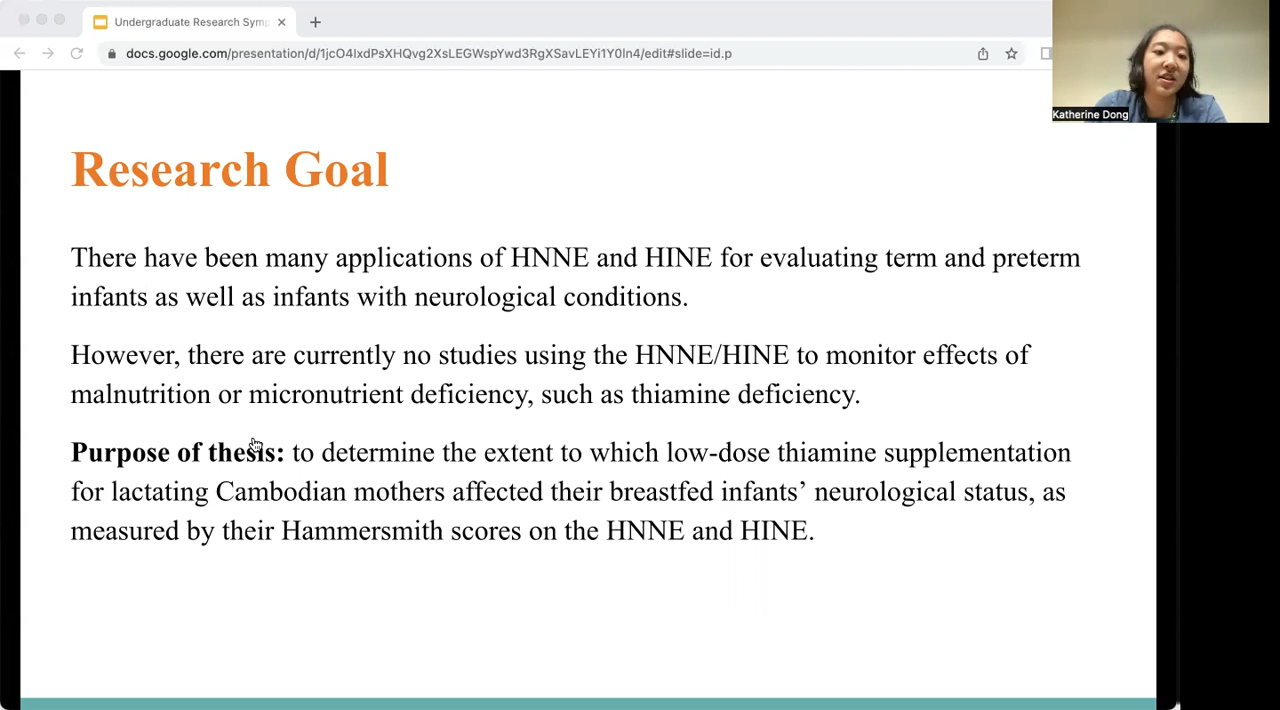 Undergraduate Research Symp
docs.google.com/presentation/d/1jcO4lxdPsXHQvg2XsLEGWspYwd3RgXSavLEYi1Y0ln4/edit#slide=id.p
Katherine Dong
Research Goal
There have been many applications of HNNE and HINE for evaluating term and preterm
infants as well as infants with neurological conditions.
However, there are currently no studies using the HNNE/HINE to monitor effects of
malnutrition or micronutrient deficiency, such as thiamine deficiency.
Purpose of thesis: to determine the extent to which low-dose thiamine supplementation
for lactating Cambodian mothers affected their breastfed infants’ neurological status, as
measured by their Hammersmith scores on the HNNE and HINE.